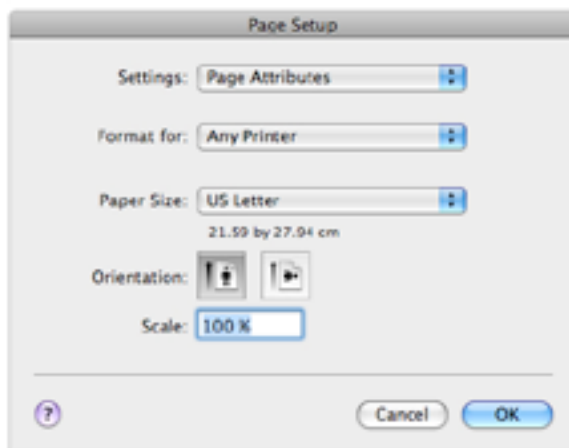 Page Setup
Settings: Page Attributes
Format for: Any Printer
Paper Size: US Letter
21.59 by 27.94 cm
Orientation:
Scale: 100 %
? Cancel OK